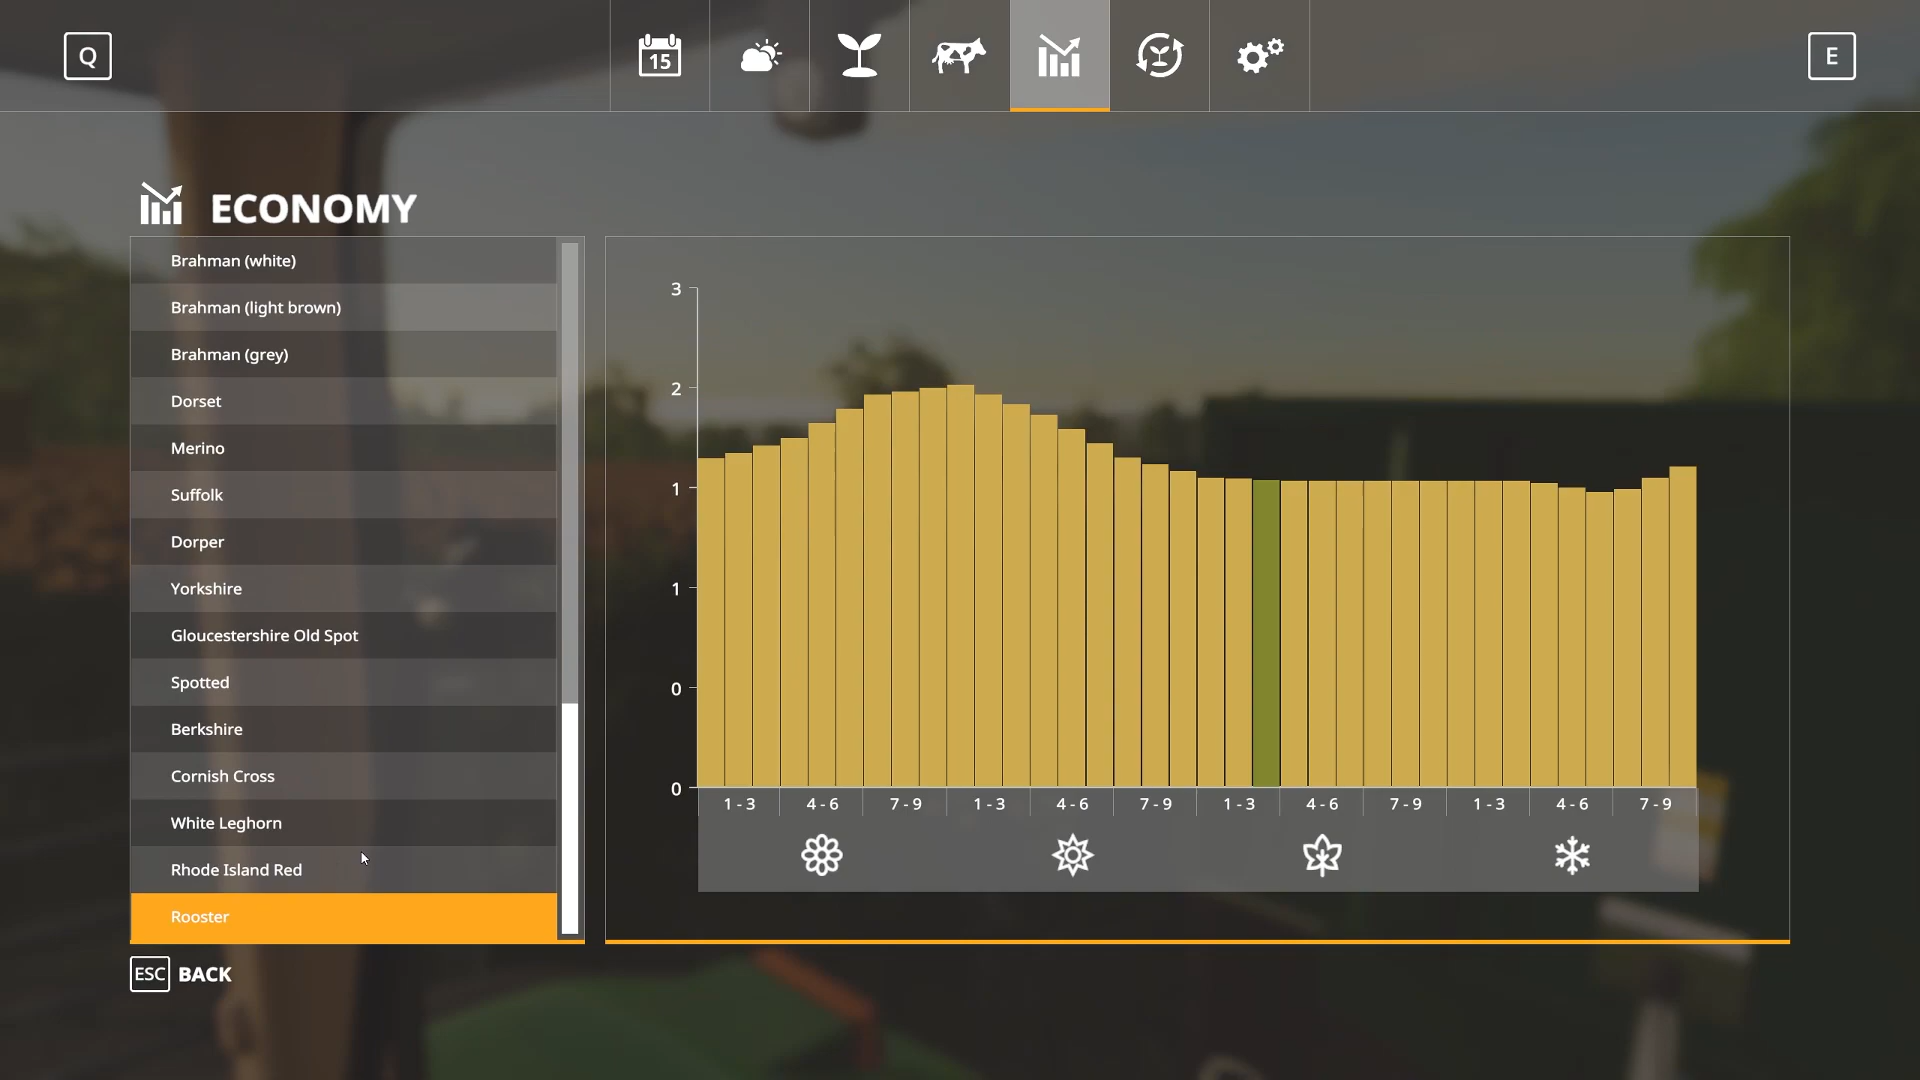 Q
15
E
ECONOMY
Brahman (white)
Brahman (light brown)
Brahman (grey)
Dorset
Merino
Suffolk
Dorper
Yorkshire
Gloucestershire Old Spot
Spotted
Berkshire
Cornish Cross
White Leghorn
Rhode Island Red
Rooster
3
2
1
1
0
0
1 - 3 4 - 6 7 - 9 1 - 3 4 - 6 7 - 9 1 - 3 4 - 6 7 - 9 1 - 3 4 - 6 7 - 9
ESC BACK